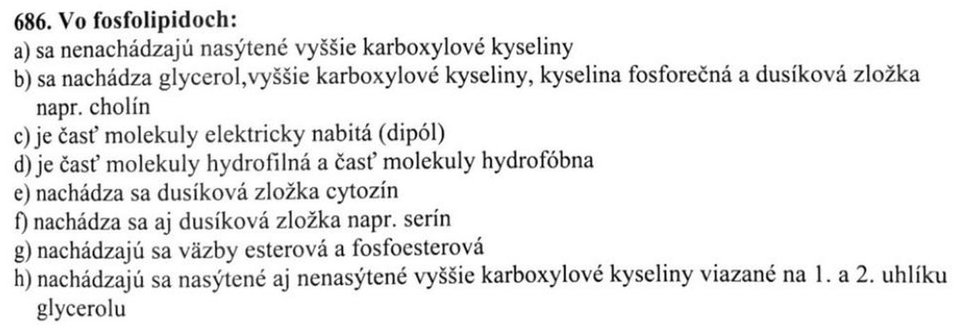 686. Vo fosfolipidoch:
a) sa nenachádzajú nasýtené vyššie karboxylové kyseliny
b) sa nachádza glycerol,vyššie karboxylové kyseliny, kyselina fosforečná a dusíková zložka
napr. cholín
c) je časť molekuly elektricky nabitá (dipól)
d) je časť molekuly hydrofilná a časť molekuly hydrofóbna
e) nachádza sa dusíková zložka cytozín
f) nachádza sa aj dusíková zložka napr. serín
g) nachádzajú sa väzby esterová a fosfoesterová
h) nachádzajú sa nasýtené aj nenasýtené vyššie karboxylové kyseliny viazané na 1. a 2. uhlíku
glycerolu